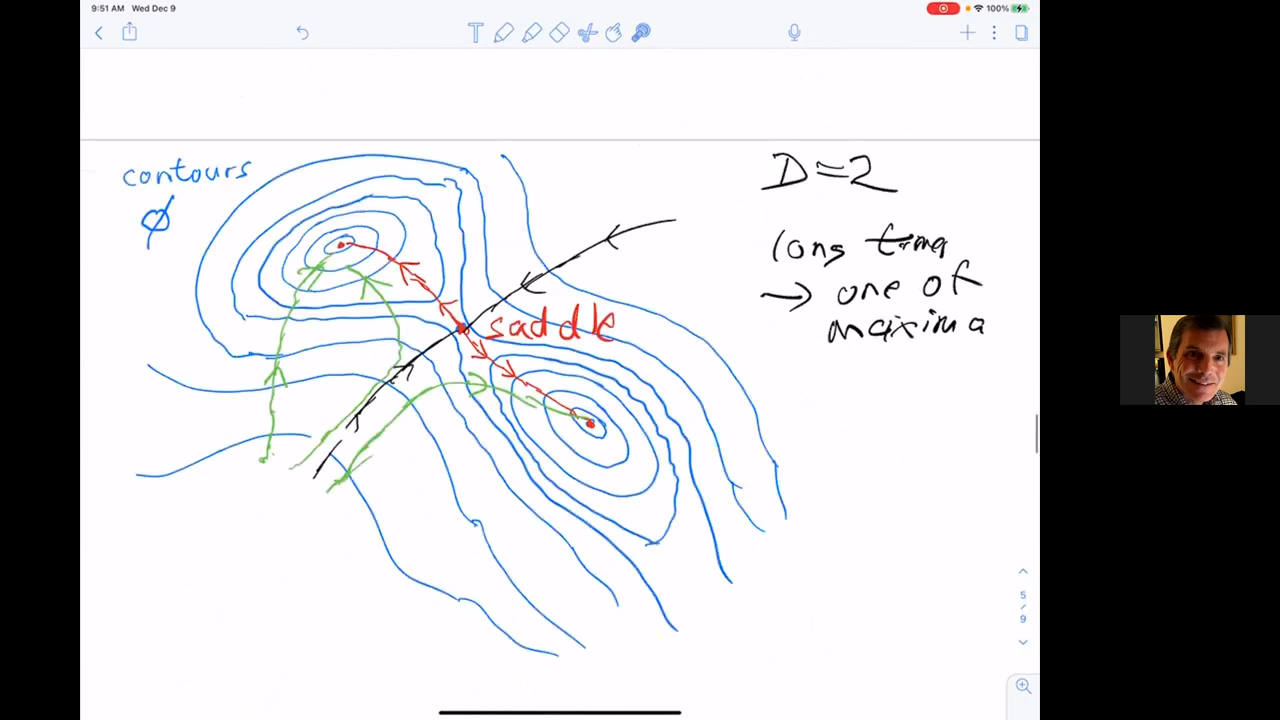 9:51 AM Wed Dec 9
100%
contours
ϕ
D=2
long time
→ one of
maxima
saddle
5
/
9